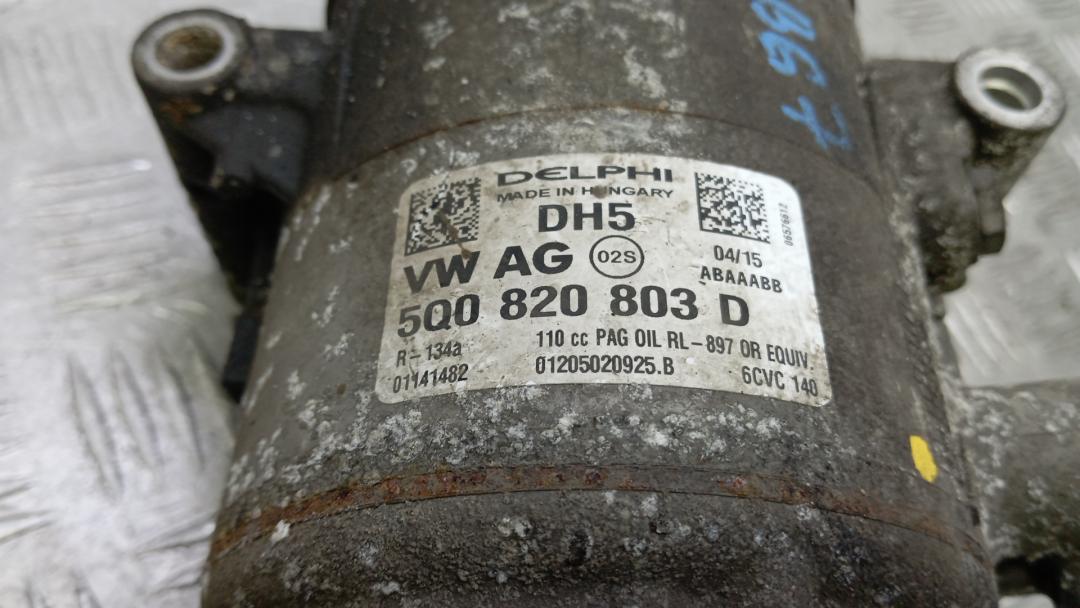 DELPHI
MADE IN HUNGARY
DH5
VW AG 02S
04/15
ABAAABB
06576612
5Q0 820 803 D
R-134a
110 cc PAG OIL RL-897 OR EQUIV.
01141482
01205020925.B
6CVC 140